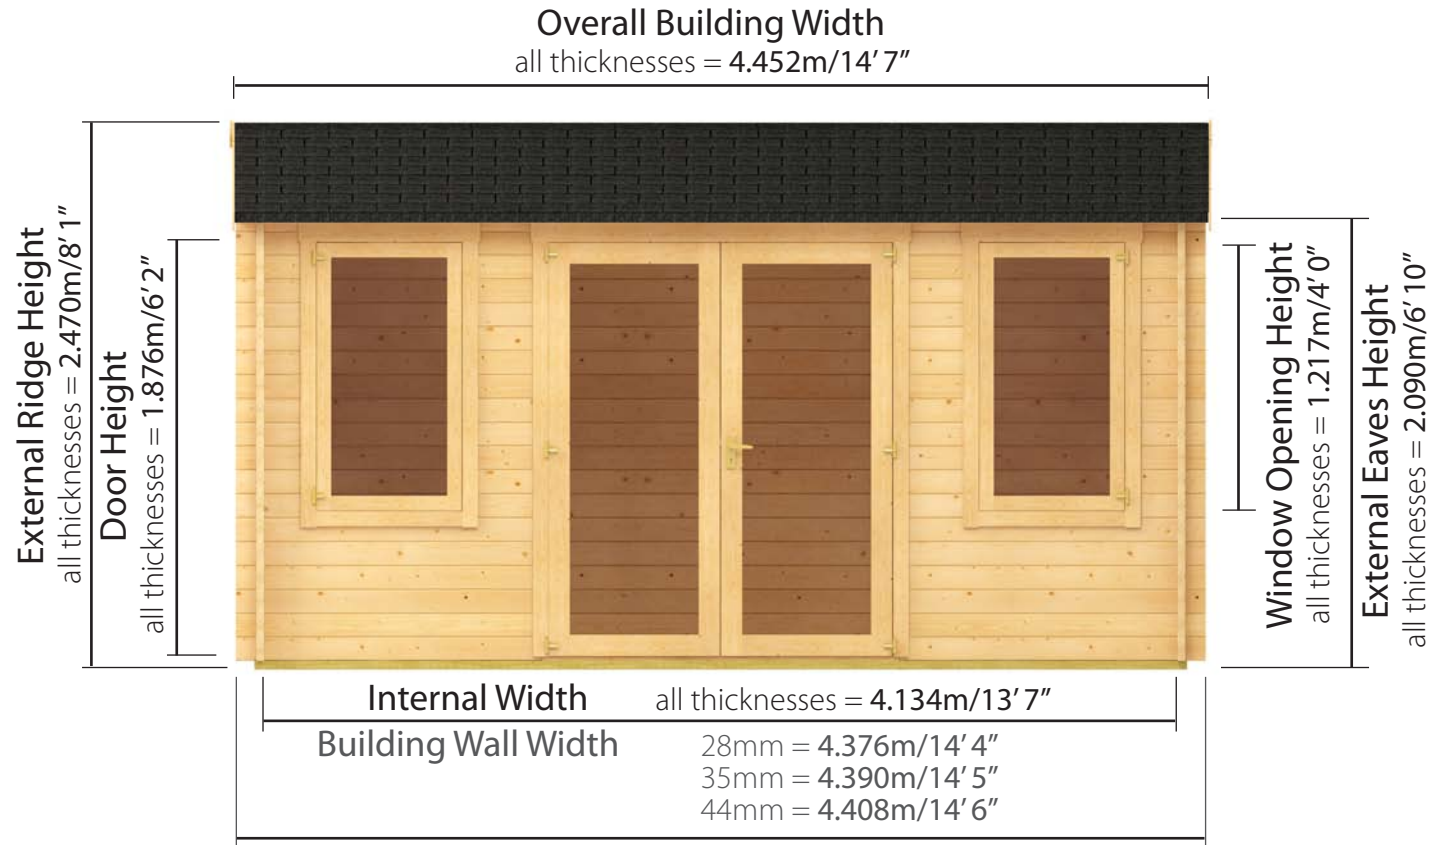 Overall Building Width
all thicknesses = 4.452m/14’ 7”
External Ridge Height
all thicknesses = 2.470m/8’ 1”
Door Height
all thicknesses = 1.876m/6’ 2”
Window Opening Height
all thicknesses = 1.217m/4’ 0”
External Eaves Height
all thicknesses = 2.090m/6’ 10”
Internal Width all thicknesses = 4.134m/13’ 7”
Building Wall Width 28mm = 4.376m/14’ 4”
35mm = 4.390m/14’ 5”
44mm = 4.408m/14’ 6”